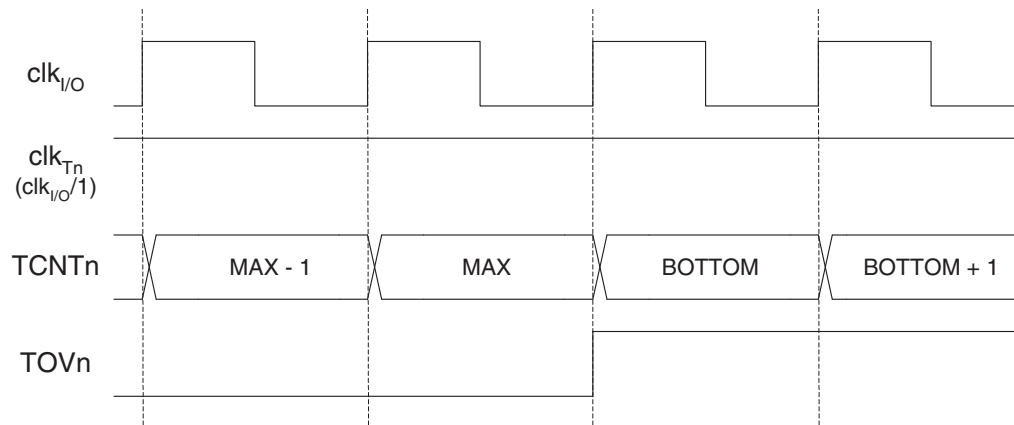 clkI/O
clkTn
(clkI/O/1)
TCNTn MAX - 1 MAX BOTTOM BOTTOM + 1
TOVn